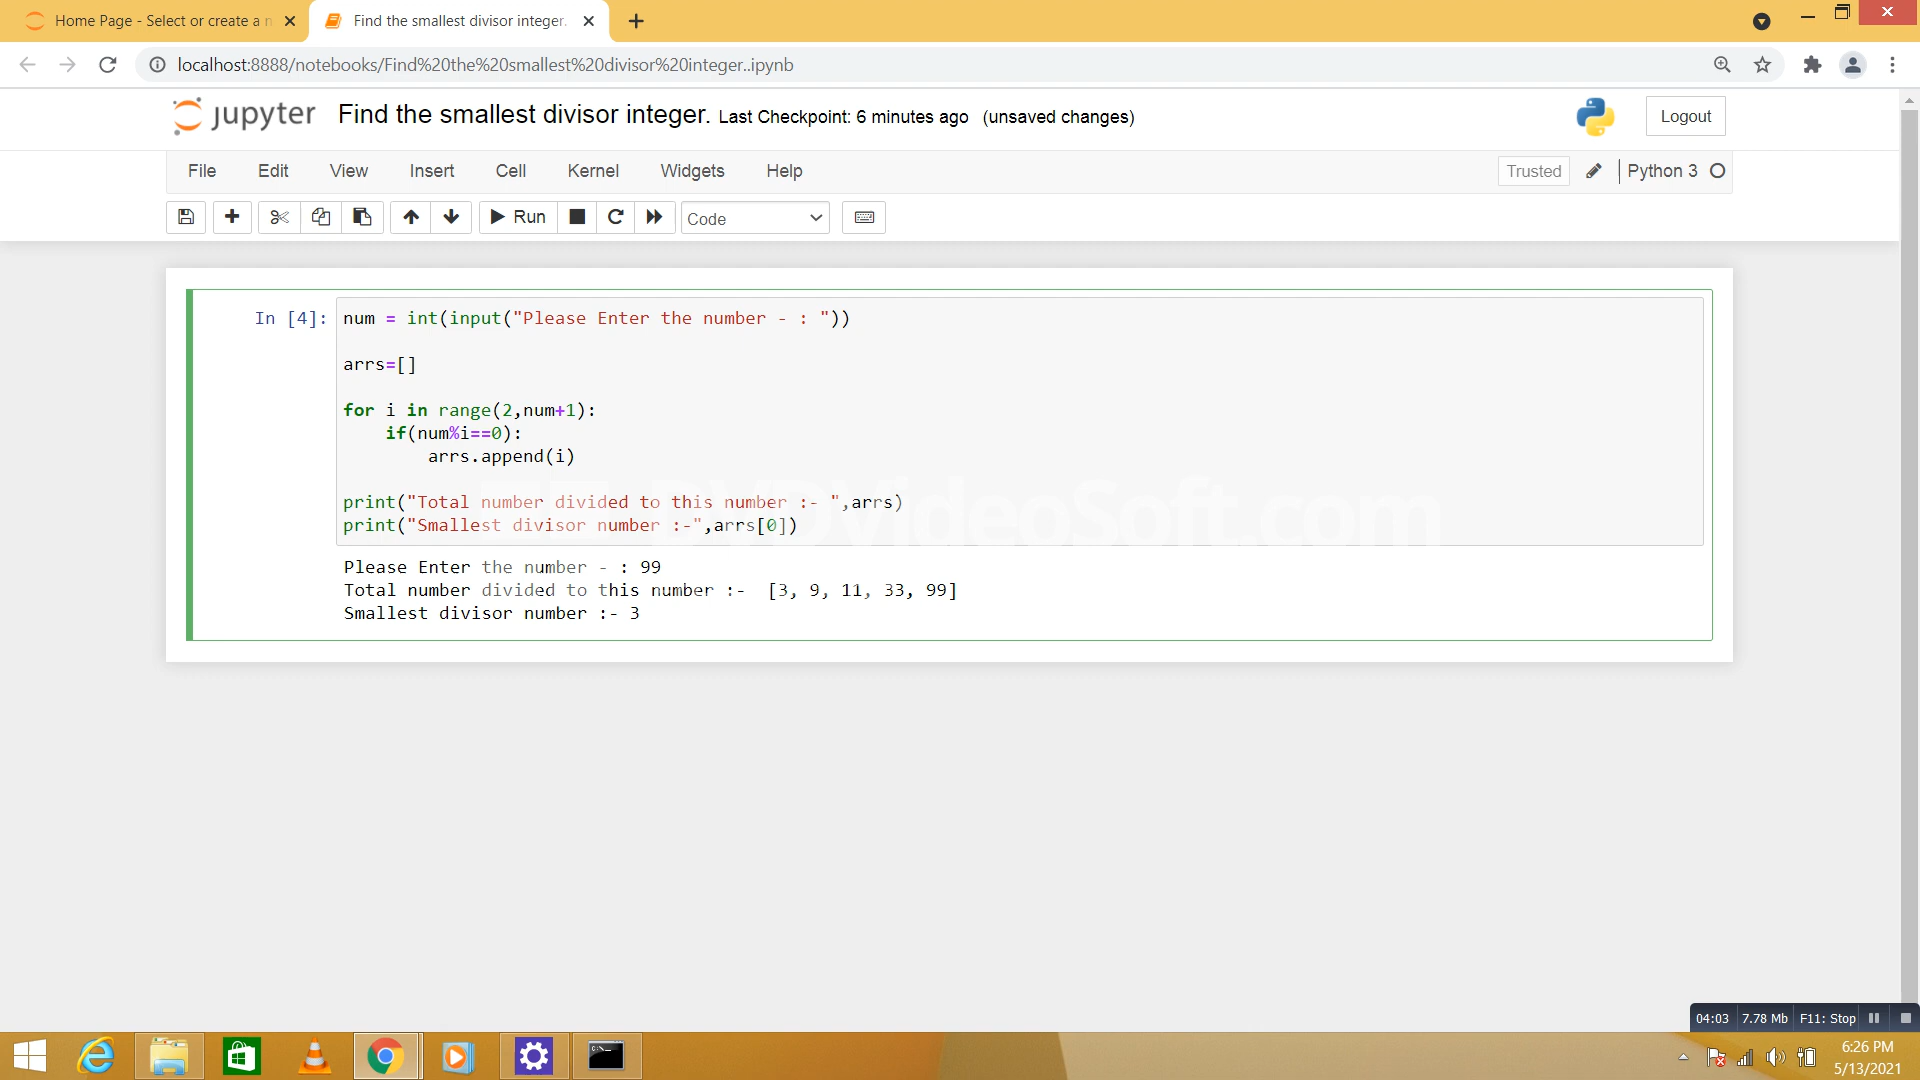 Home Page - Select or create a n
Find the smallest divisor integer.
localhost:8888/notebooks/Find%20the%20smallest%20divisor%20integer..ipynb
jupyter Find the smallest divisor integer. Last Checkpoint: 6 minutes ago (unsaved changes)
Logout
File Edit View Insert Cell Kernel Widgets Help
Trusted Python 3
Run Code
In [4]: num = int(input("Please Enter the number - : "))
arrs=[]
for i in range(2,num+1):
if(num%i==0):
arrs.append(i)
print("Total number divided to this number :- ",arrs)
print("Smallest divisor number :-",arrs[0])
DVDVideoSoft.com
Please Enter the number - : 99
Total number divided to this number :-  [3, 9, 11, 33, 99]
Smallest divisor number :- 3
04:03 7.78 Mb F11: Stop
6:26 PM
5/13/2021